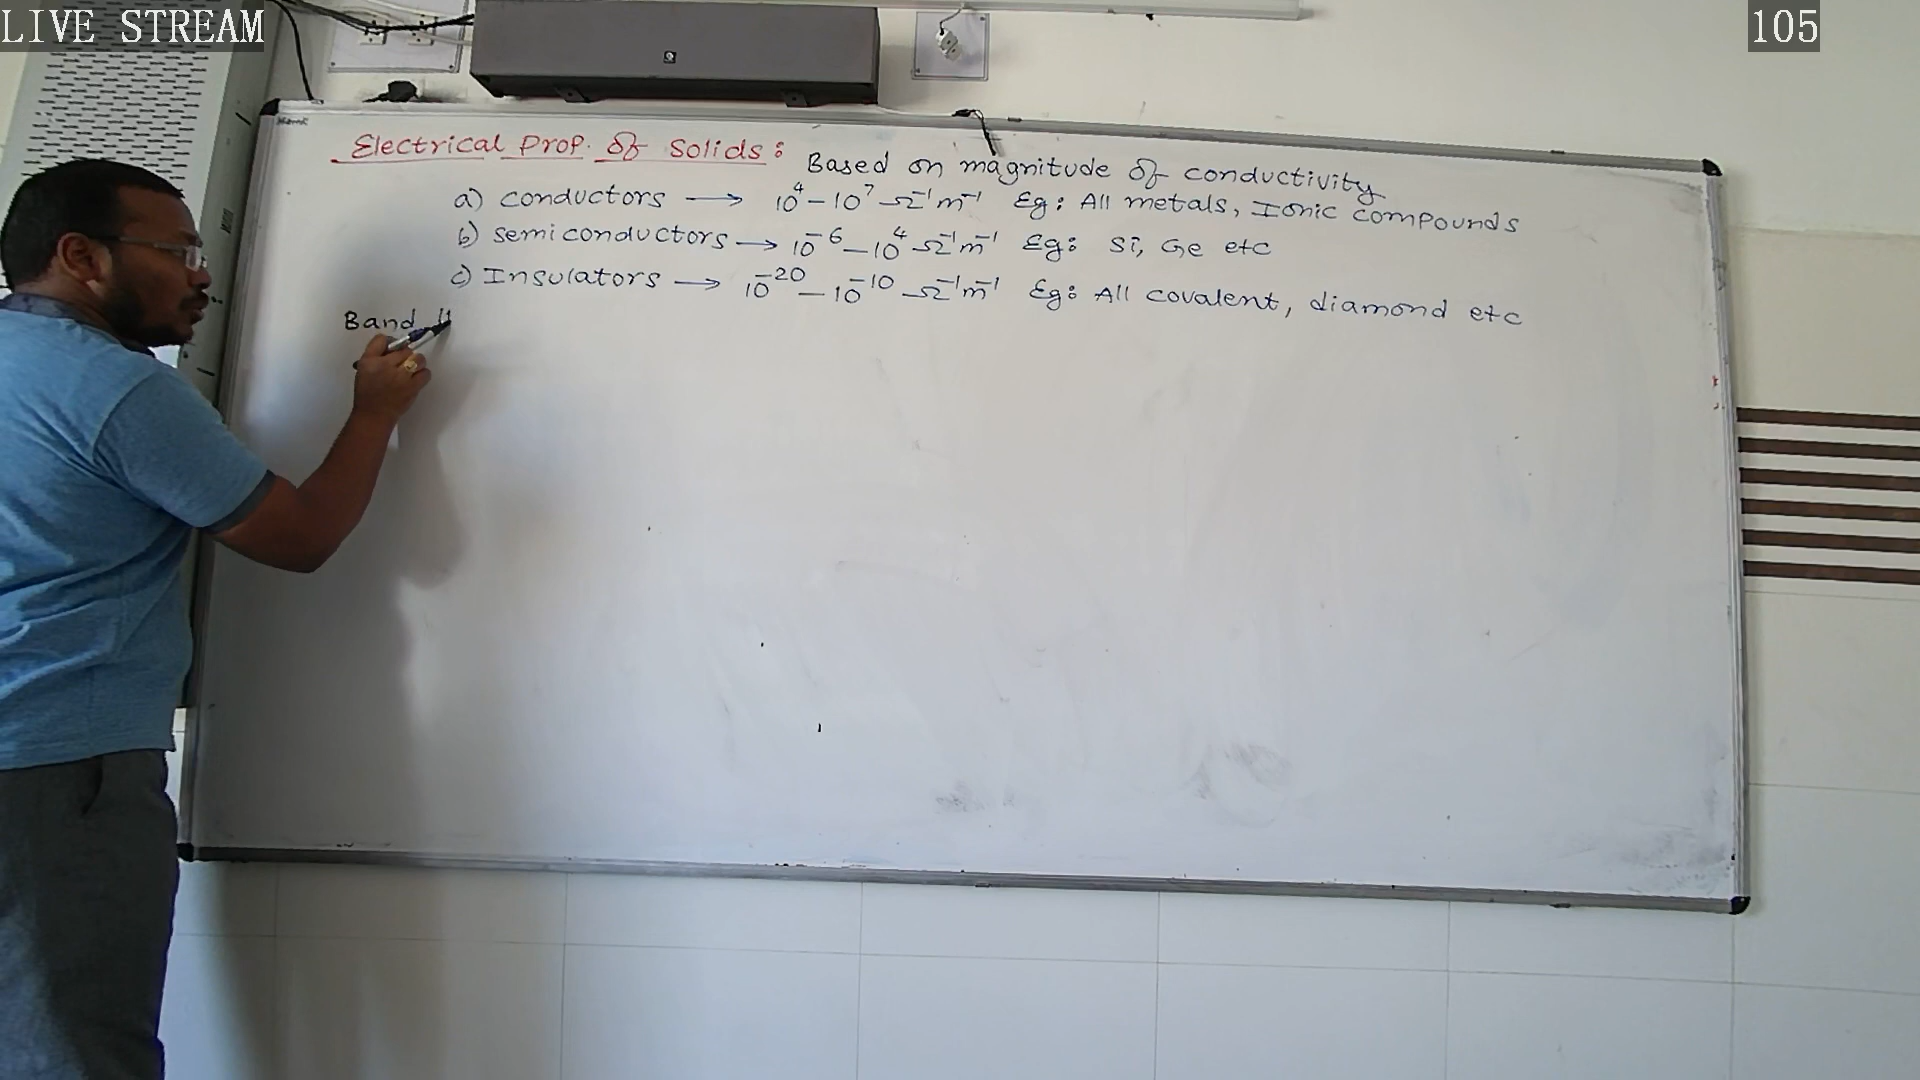 LIVE STREAM
105
Electrical Prop. of Solids: Based on magnitude of conductivity
a) conductors → 10⁴ – 10⁷ Ω⁻¹m⁻¹ Eg: All metals, Ionic compounds
b) semiconductors → 10⁻⁶ – 10⁴ Ω⁻¹m⁻¹ Eg: Si, Ge etc
c) Insulators → 10⁻²⁰ – 10⁻¹⁰ Ω⁻¹m⁻¹ Eg: All covalent, diamond etc
Band